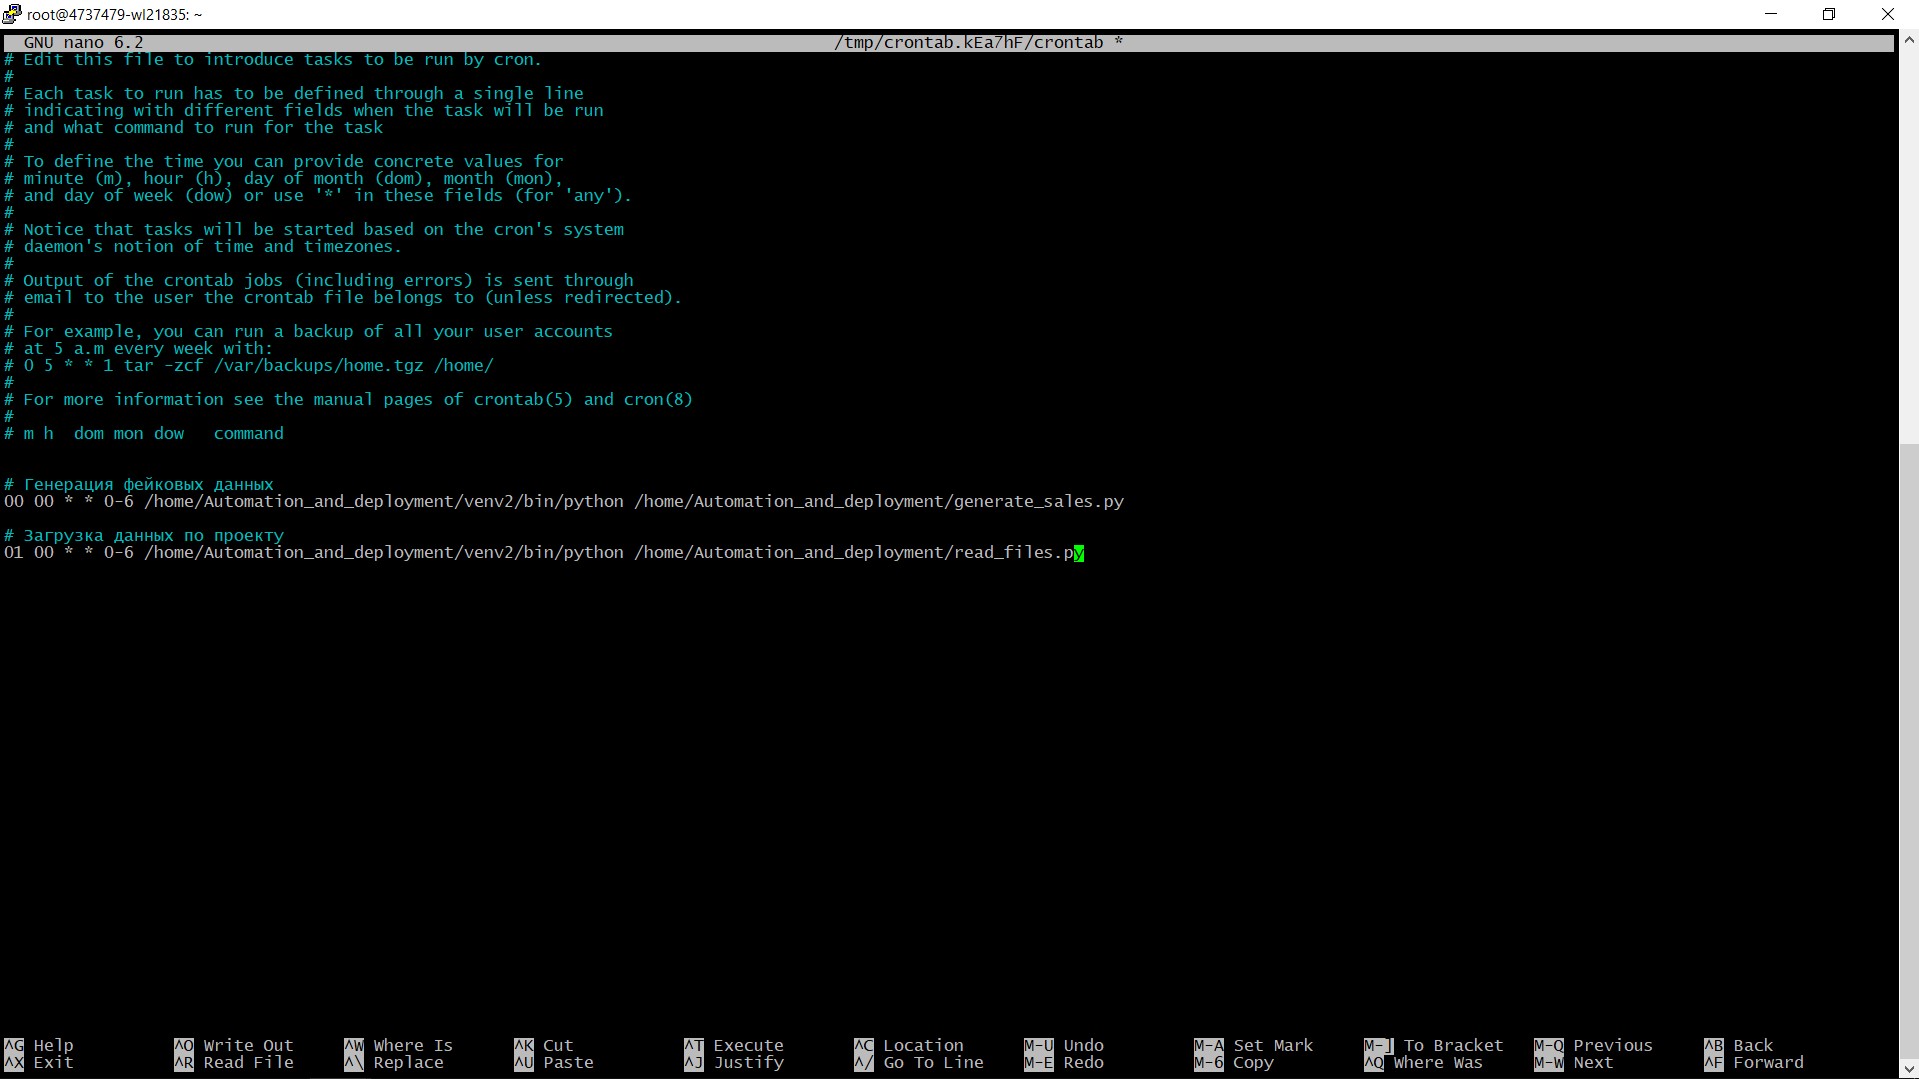 root@4737479-wl21835: ~
GNU nano 6.2 /tmp/crontab.kEa7hF/crontab *
# Edit this file to introduce tasks to be run by cron.
#
# Each task to run has to be defined through a single line
# indicating with different fields when the task will be run
# and what command to run for the task
#
# To define the time you can provide concrete values for
# minute (m), hour (h), day of month (dom), month (mon),
# and day of week (dow) or use '*' in these fields (for 'any').
#
# Notice that tasks will be started based on the cron's system
# daemon's notion of time and timezones.
#
# Output of the crontab jobs (including errors) is sent through
# email to the user the crontab file belongs to (unless redirected).
#
# For example, you can run a backup of all your user accounts
# at 5 a.m every week with:
# 0 5 * * 1 tar -zcf /var/backups/home.tgz /home/
#
# For more information see the manual pages of crontab(5) and cron(8)
#
# m h  dom mon dow   command
# Генерация фейковых данных
00 00 * * 0-6 /home/Automation_and_deployment/venv2/bin/python /home/Automation_and_deployment/generate_sales.py
# Загрузка данных по проекту
01 00 * * 0-6 /home/Automation_and_deployment/venv2/bin/python /home/Automation_and_deployment/read_files.py
^G Help ^O Write Out ^W Where Is ^K Cut ^T Execute ^C Location M-U Undo M-A Set Mark M-] To Bracket M-Q Previous ^B Back
^X Exit ^R Read File ^\ Replace ^U Paste ^J Justify ^/ Go To Line M-E Redo M-6 Copy ^Q Where Was M-W Next ^F Forward